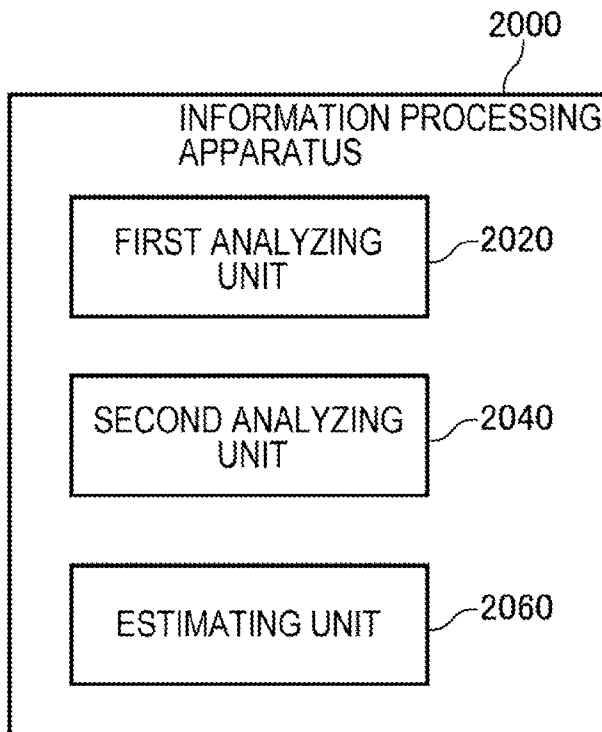 2000
INFORMATION PROCESSING
APPARATUS
FIRST ANALYZING
UNIT
2020
SECOND ANALYZING
UNIT
2040
ESTIMATING UNIT
2060